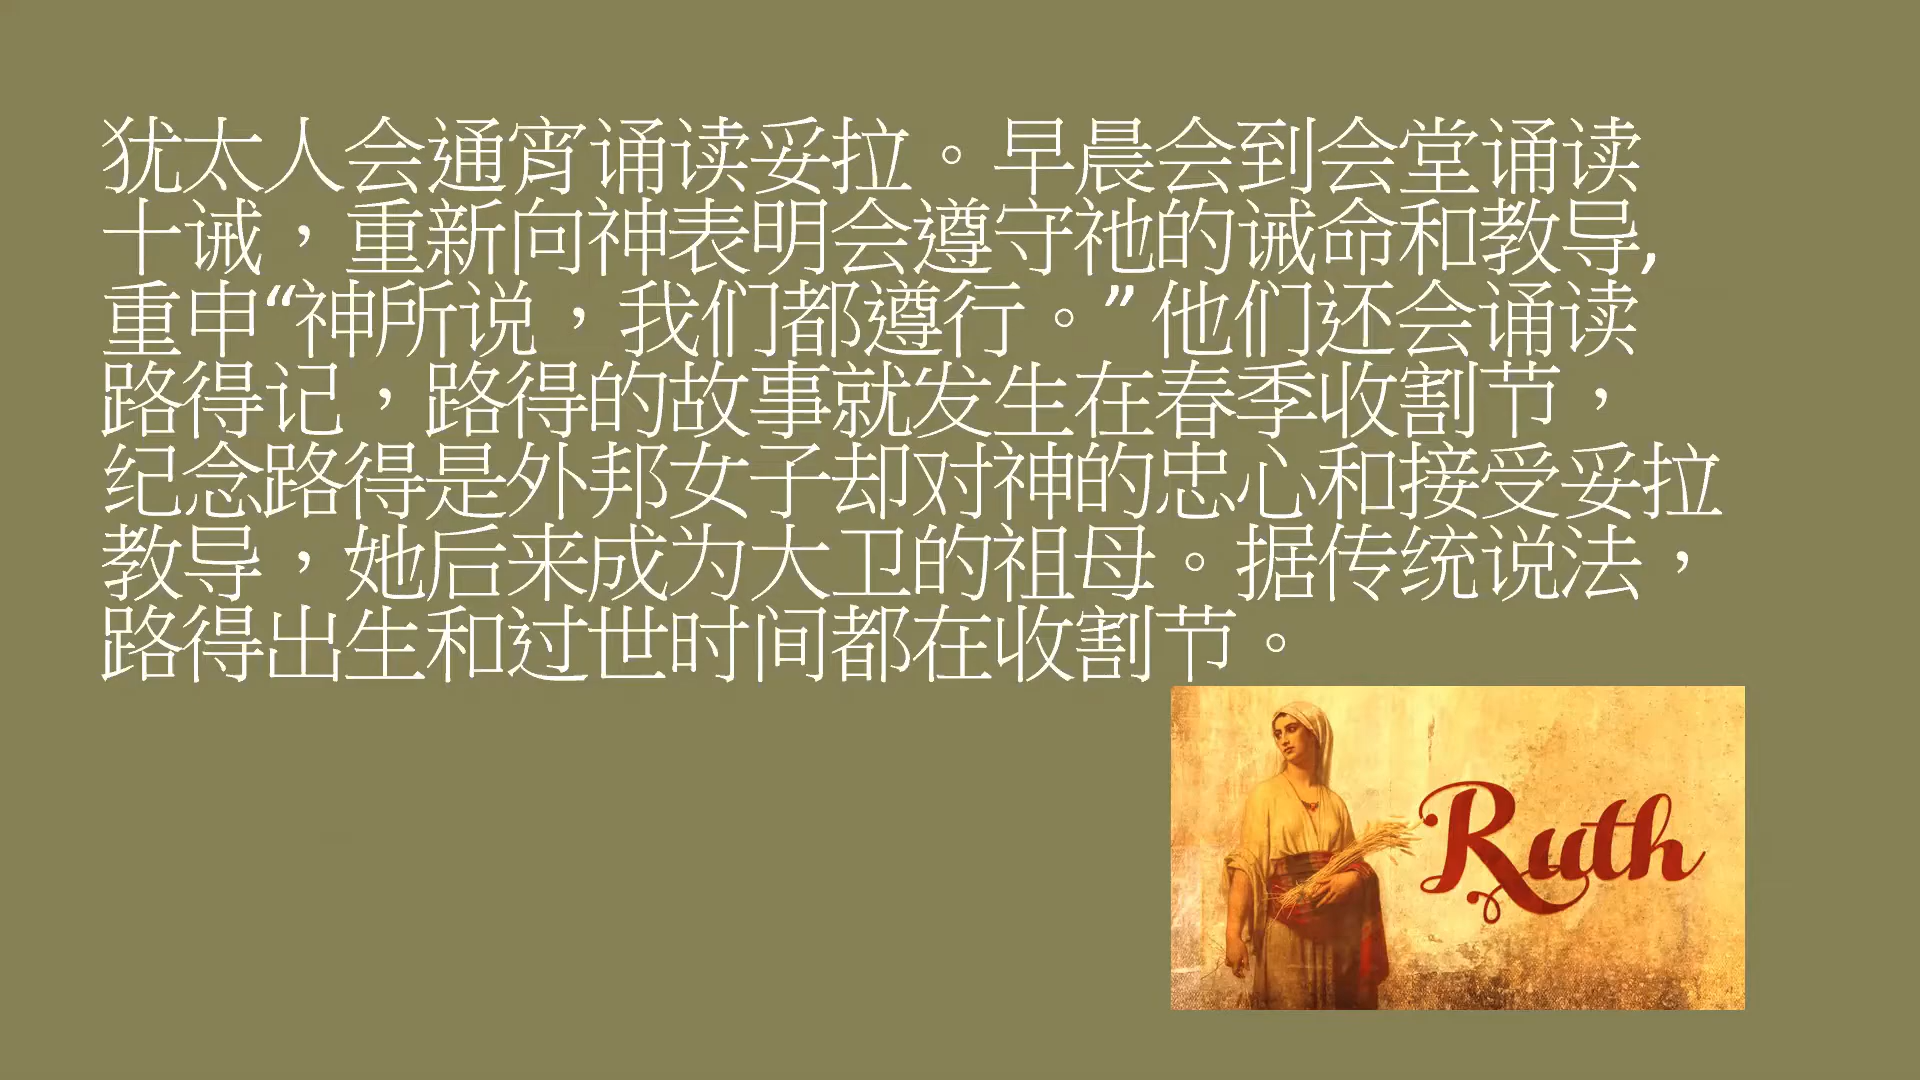 犹太人会通宵诵读妥拉。早晨会到会堂诵读
十诫，重新向神表明会遵守祂的诫命和教导,
重申“神所说，我们都遵行。” 他们还会诵读
路得记，路得的故事就发生在春季收割节，
纪念路得是外邦女子却对神的忠心和接受妥拉
教导，她后来成为大卫的祖母。据传统说法，
路得出生和过世时间都在收割节。
Ruth